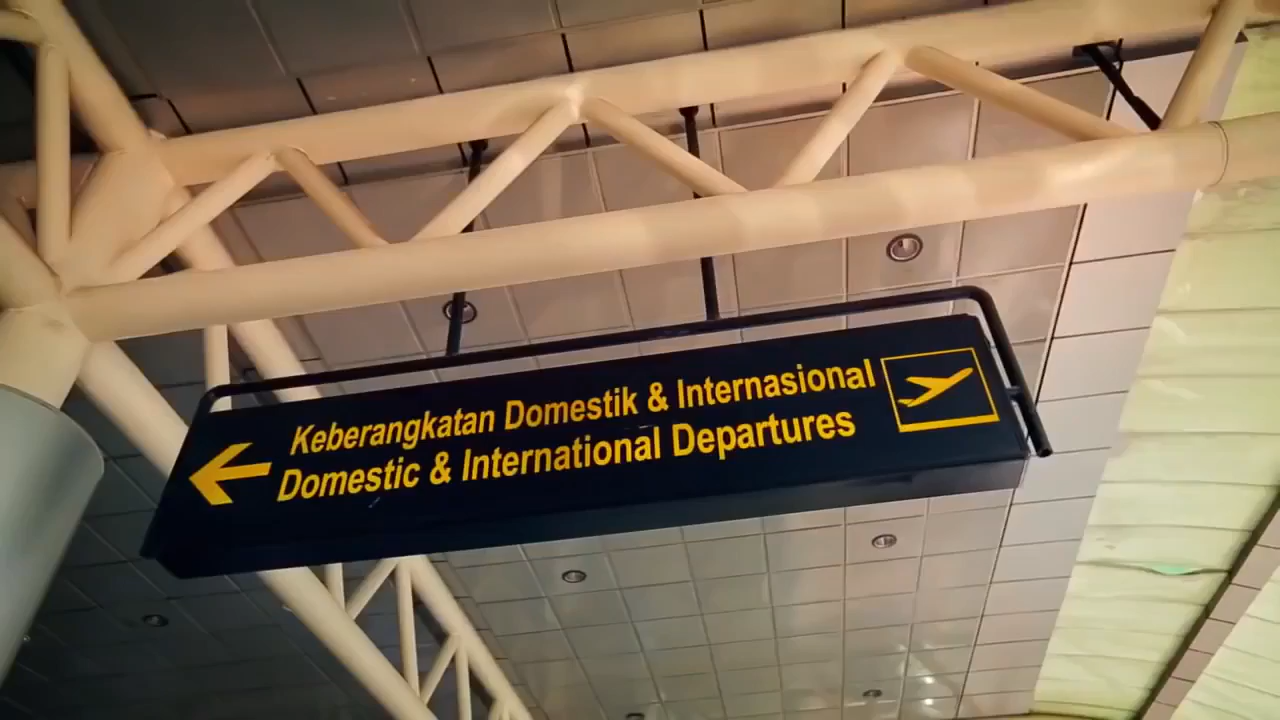 Keberangkatan Domestik & Internasional
Domestic & International Departures